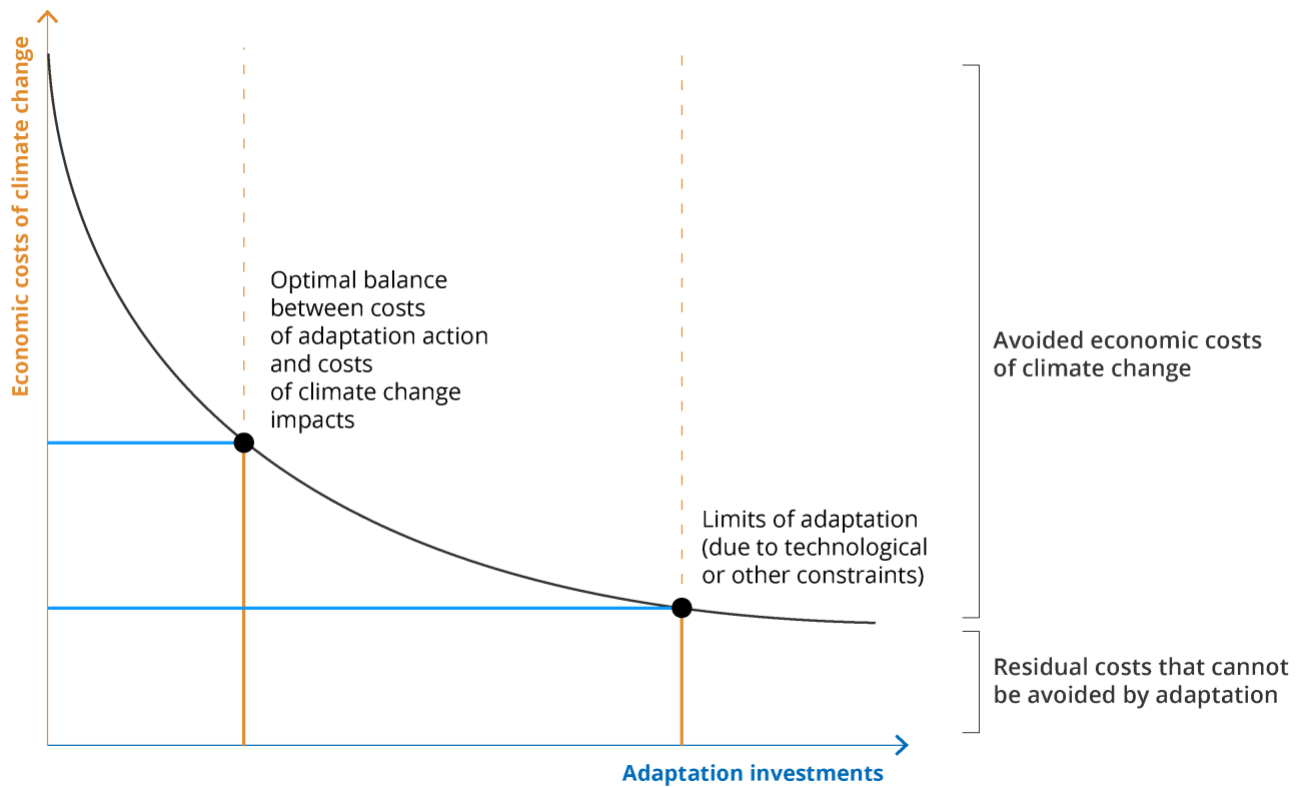 Economic costs of climate change
Optimal balance
between costs
of adaptation action
and costs
of climate change
impacts
Limits of adaptation
(due to technological
or other constraints)
Avoided economic costs
of climate change
Residual costs that cannot
be avoided by adaptation
Adaptation investments